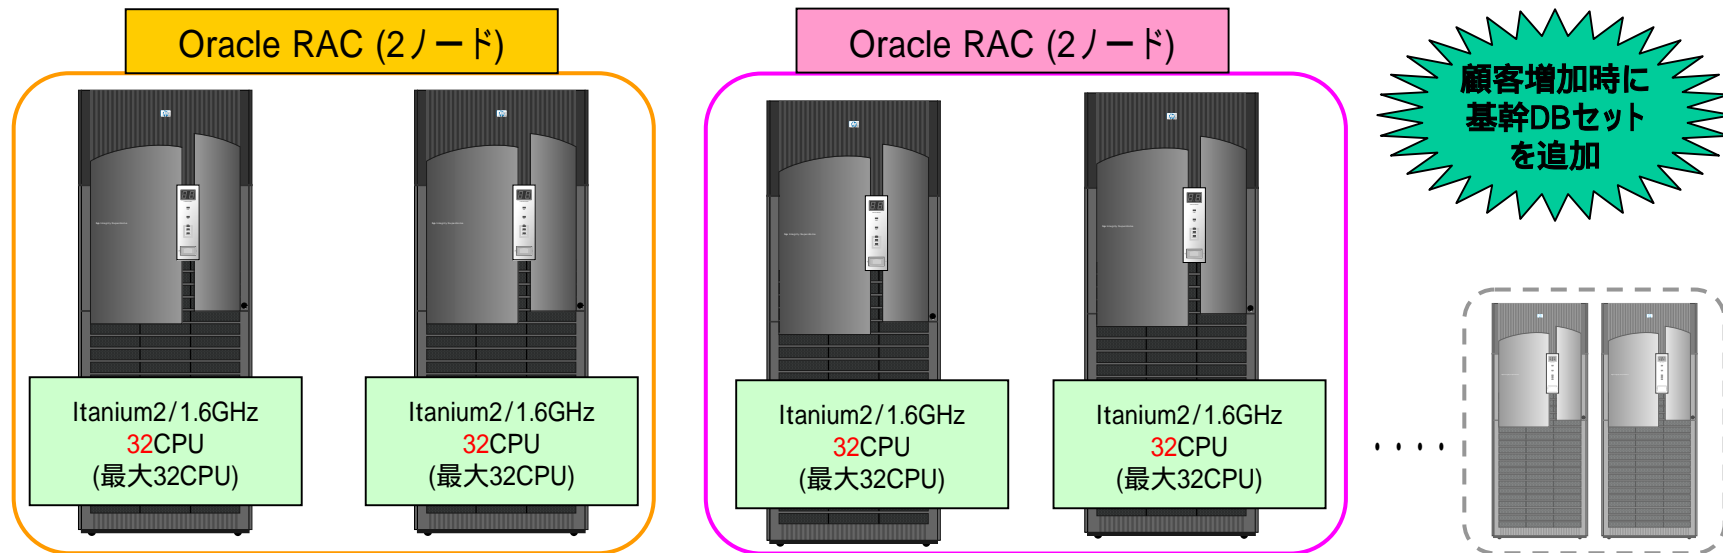 Oracle RAC (2ノード)
Oracle RAC (2ノード)
顧客増加時に
基幹DBセット
を追加
Itanium2/1.6GHz
32CPU
(最大32CPU)
Itanium2/1.6GHz
32CPU
(最大32CPU)
Itanium2/1.6GHz
32CPU
(最大32CPU)
Itanium2/1.6GHz
32CPU
(最大32CPU)
・・・・